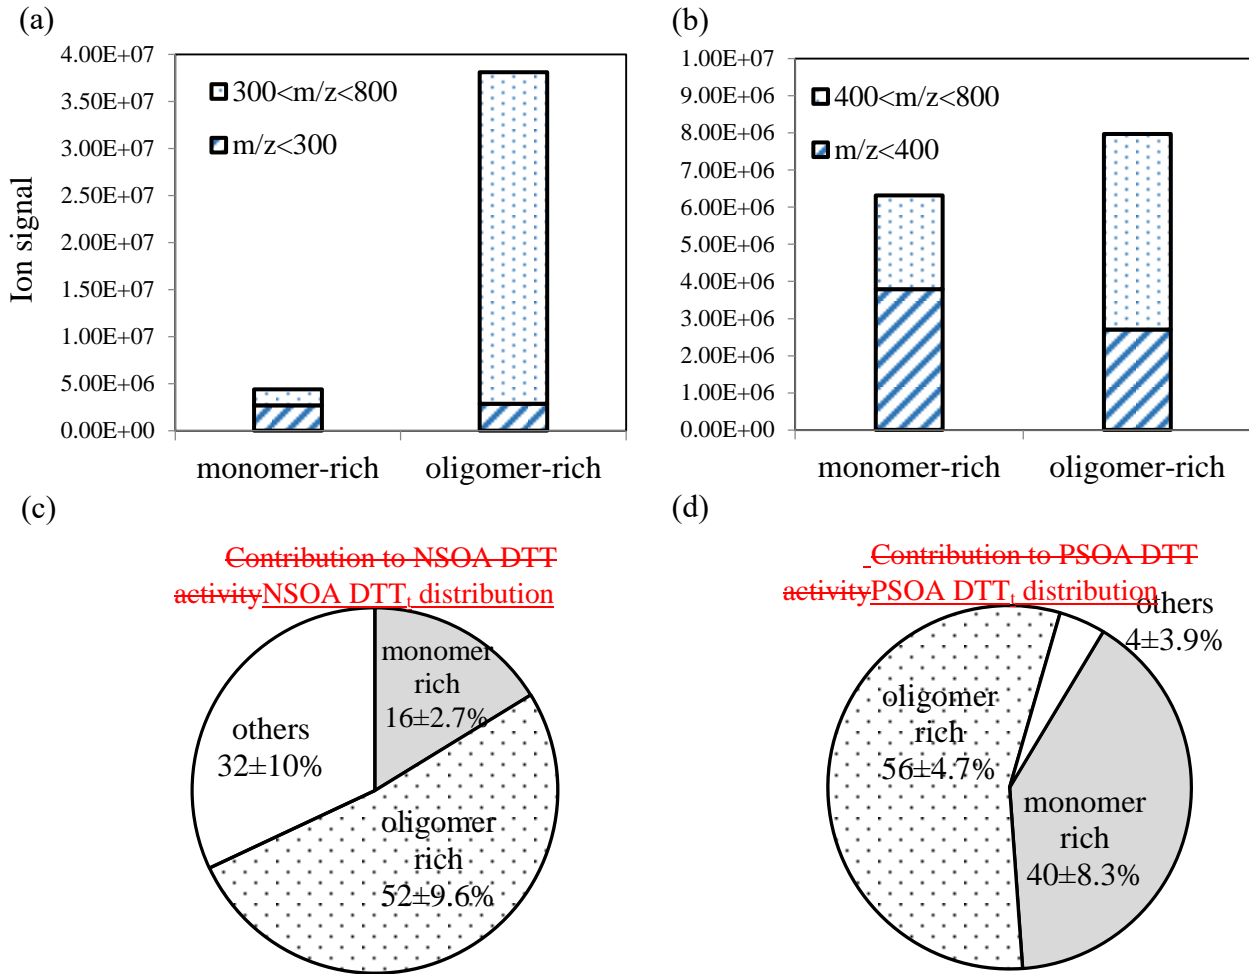 (a)
4.00E+07
3.50E+07
3.00E+07
2.50E+07
2.00E+07
1.50E+07
1.00E+07
5.00E+06
0.00E+00
Ion signal
300<m/z<800
m/z<300
monomer-rich
oligomer-rich
(b)
1.00E+07
9.00E+06
8.00E+06
7.00E+06
6.00E+06
5.00E+06
4.00E+06
3.00E+06
2.00E+06
1.00E+06
0.00E+00
400<m/z<800
m/z<400
monomer-rich
oligomer-rich
(c)
Contribution to NSOA DTT
activityNSOA DTTt distribution
monomer
rich
16±2.7%
others
32±10%
oligomer
rich
52±9.6%
(d)
Contribution to PSOA DTT
activityPSOA DTTt distribution
others
4±3.9%
oligomer
rich
56±4.7%
monomer
rich
40±8.3%